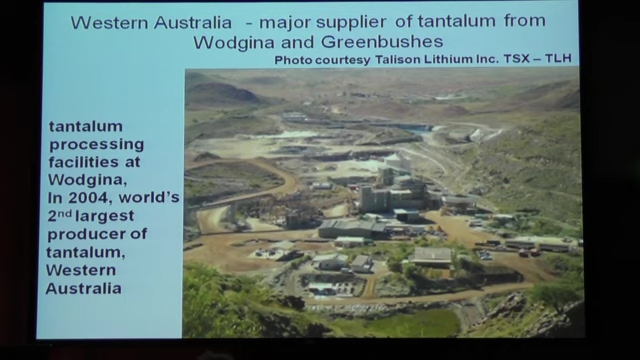 Western Australia - major supplier of tantalum from
Wodgina and Greenbushes
Photo courtesy Talison Lithium Inc. TSX – TLH
tantalum
processing
facilities at
Wodgina,
In 2004, world's
2nd largest
producer of
tantalum,
Western
Australia